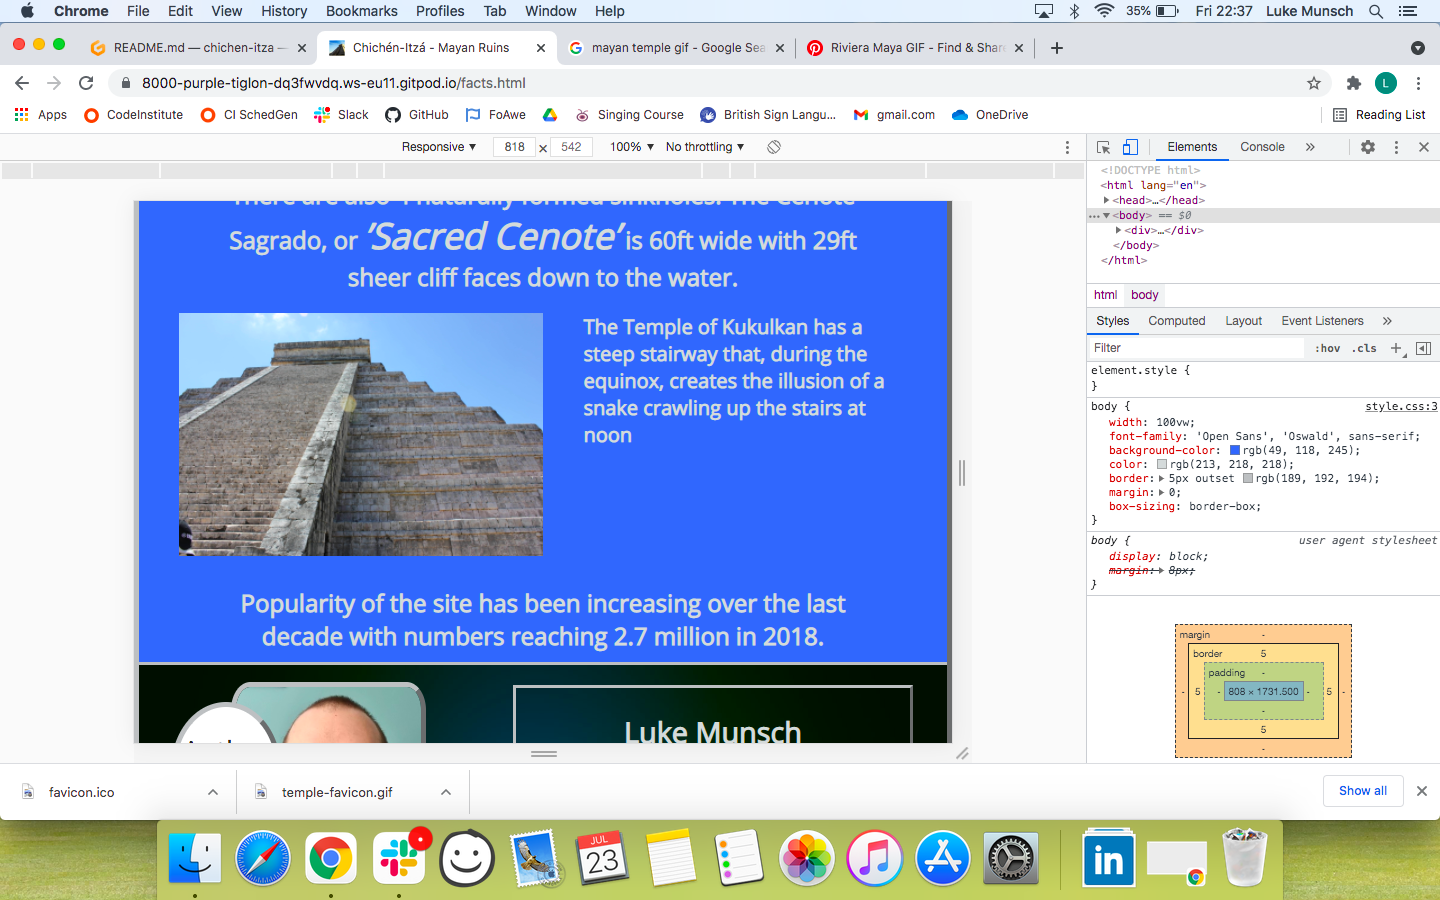 Chrome File Edit View History Bookmarks Profiles Tab Window Help 35% Fri 22:37 Luke Munsch
README.md — chichen-itza — Chichén-Itzá - Mayan Ruins mayan temple gif - Google Sea Riviera Maya GIF - Find & Share
8000-purple-tiglon-dq3fwvdq.ws-eu11.gitpod.io/facts.html L
Apps CodeInstitute CI SchedGen Slack GitHub FoAwe Singing Course British Sign Langu... gmail.com OneDrive Reading List
Responsive 818 x 542 100% No throttling
Elements Console
<!DOCTYPE html>
<html lang="en">
<head>…</head>
<body> == $0
<div>…</div>
</body>
</html>
html body
Styles Computed Layout Event Listeners
Filter :hov .cls
element.style {
}
body { style.css:3
width: 100vw;
font-family: 'Open Sans', 'Oswald', sans-serif;
background-color: rgb(49, 118, 245);
color: rgb(213, 218, 218);
border: 5px outset rgb(189, 192, 194);
margin: 0;
box-sizing: border-box;
}
body { user agent stylesheet
display: block;
margin: 8px;
}
margin -
border 5
padding -
- 5 - 808 × 1731.500 - 5 -
-
5
-
There are also 4 naturally formed sinkholes. The Cenote
Sagrado, or 'Sacred Cenote' is 60ft wide with 29ft
sheer cliff faces down to the water.
The Temple of Kukulkan has a
steep stairway that, during the
equinox, creates the illusion of a
snake crawling up the stairs at
noon
Popularity of the site has been increasing over the last
decade with numbers reaching 2.7 million in 2018.
Luke Munsch
favicon.ico temple-favicon.gif Show all
JUL
23
in